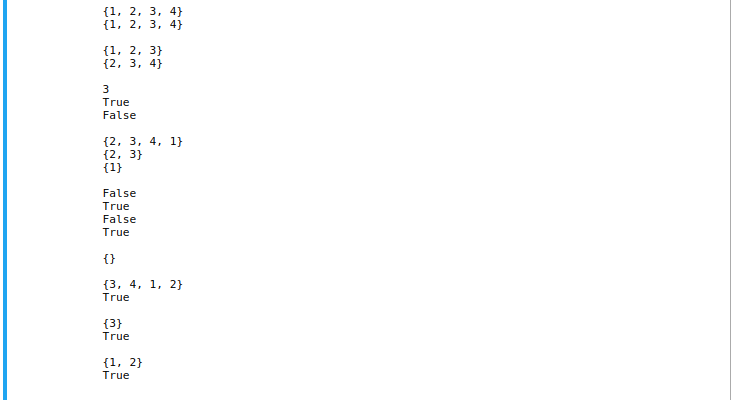 {1, 2, 3, 4}
{1, 2, 3, 4}
{1, 2, 3}
{2, 3, 4}
3
True
False
{2, 3, 4, 1}
{2, 3}
{1}
False
True
False
True
{}
{3, 4, 1, 2}
True
{3}
True
{1, 2}
True